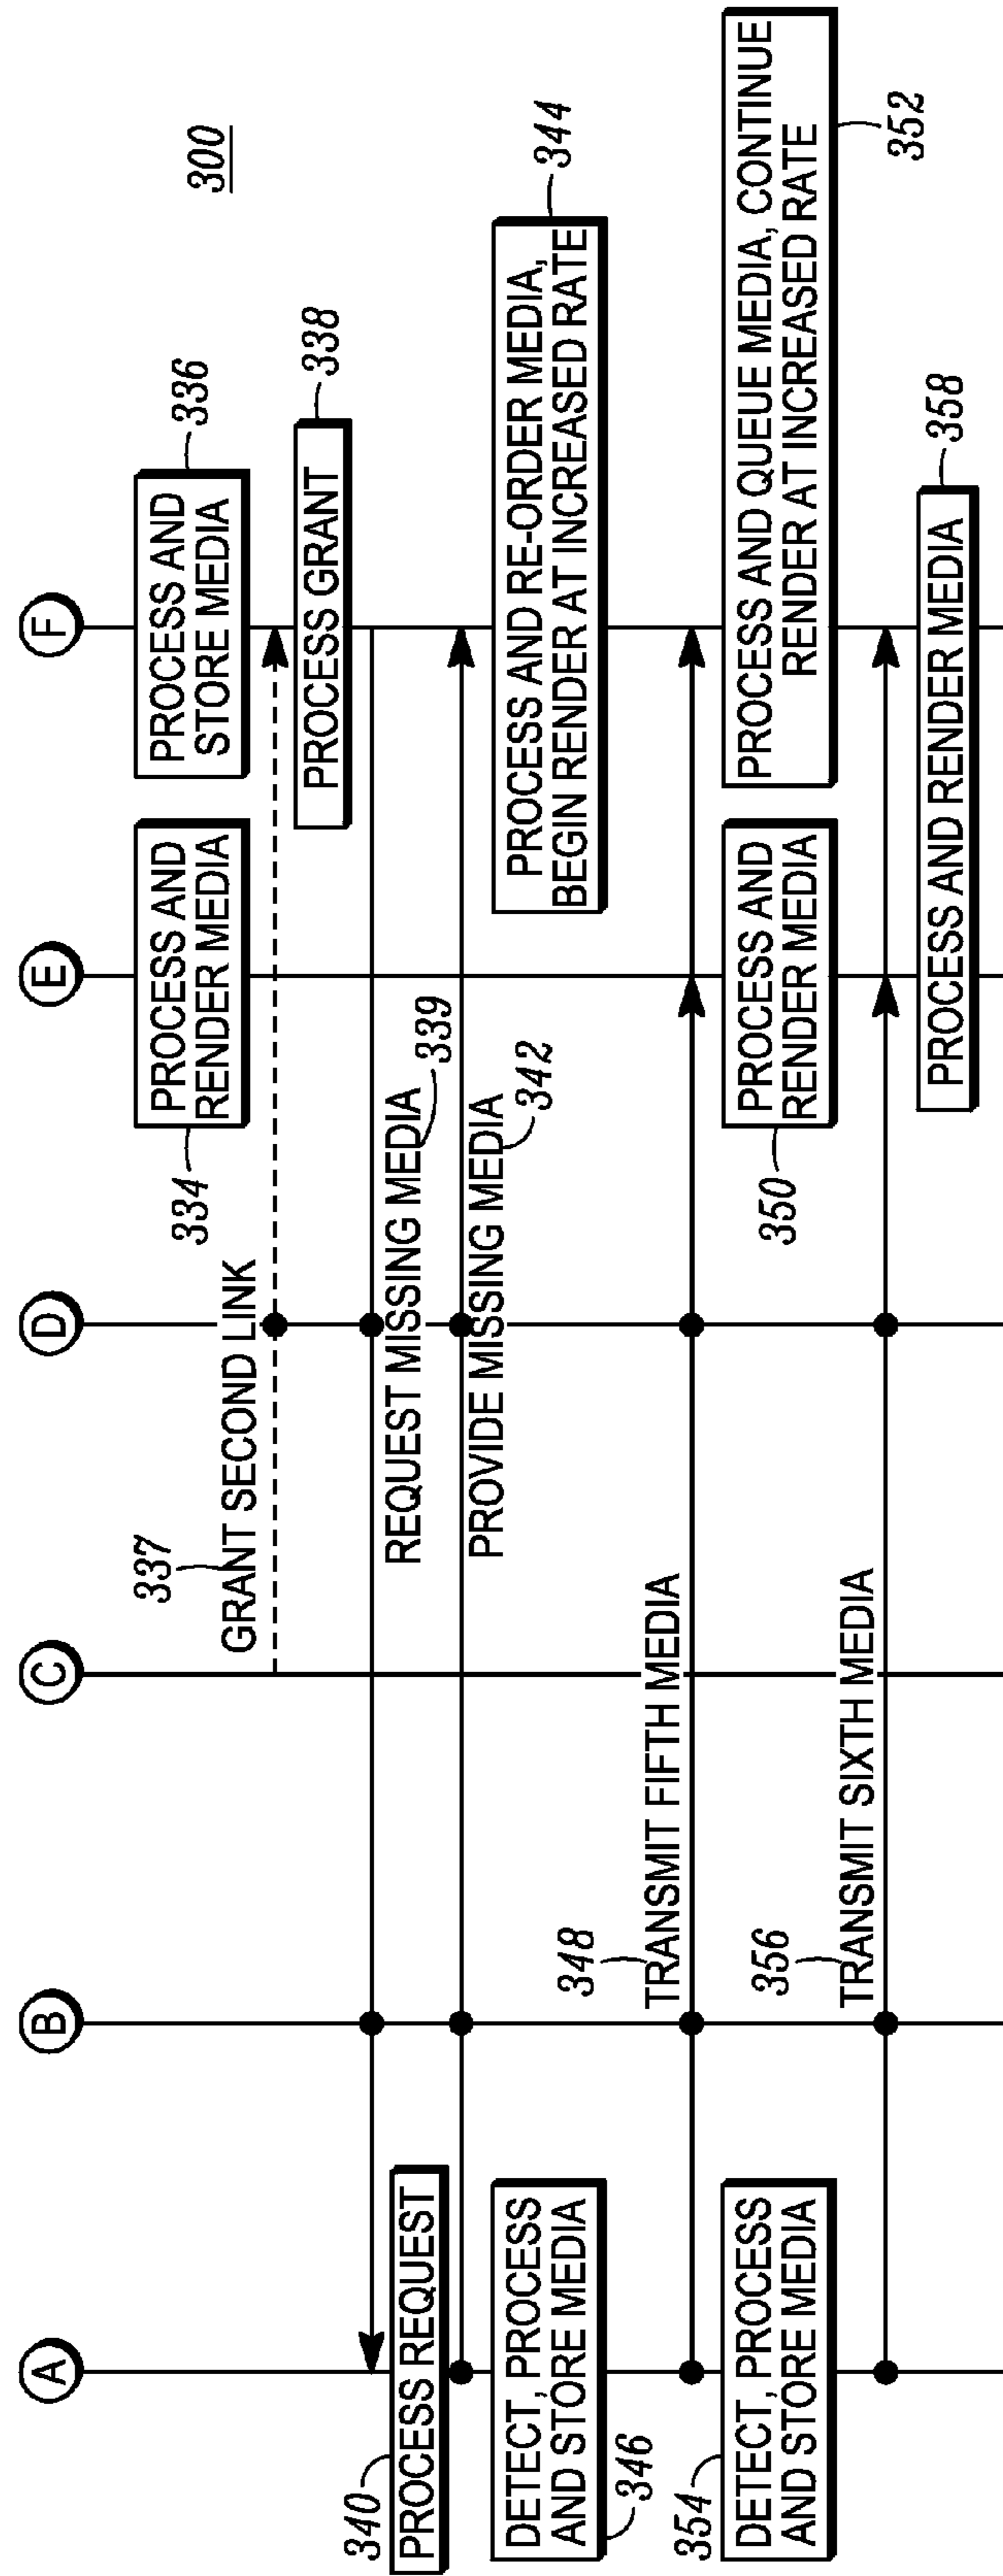 300
A
B
C
D
E
F
334
PROCESS AND
RENDER MEDIA
PROCESS AND
STORE MEDIA
336
337
GRANT SECOND LINK
PROCESS GRANT
338
REQUEST MISSING MEDIA
339
340
PROCESS REQUEST
PROVIDE MISSING MEDIA
342
DETECT, PROCESS
AND STORE MEDIA
346
PROCESS AND RE-ORDER MEDIA,
BEGIN RENDER AT INCREASED RATE
344
348
TRANSMIT FIFTH MEDIA
354
DETECT, PROCESS
AND STORE MEDIA
350
PROCESS AND
RENDER MEDIA
PROCESS AND QUEUE MEDIA, CONTINUE
RENDER AT INCREASED RATE
352
356
TRANSMIT SIXTH MEDIA
PROCESS AND RENDER MEDIA
358